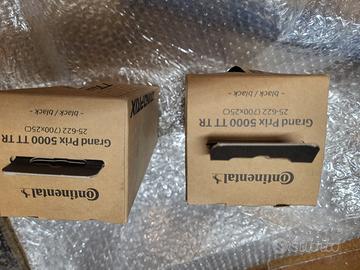 Continental
Grand Prix 5000 TT TR
25-622 (700x25C)
- black / black -
Continental
Grand Prix 5000 TT TR
25-622 (700x25C)
- black / black -